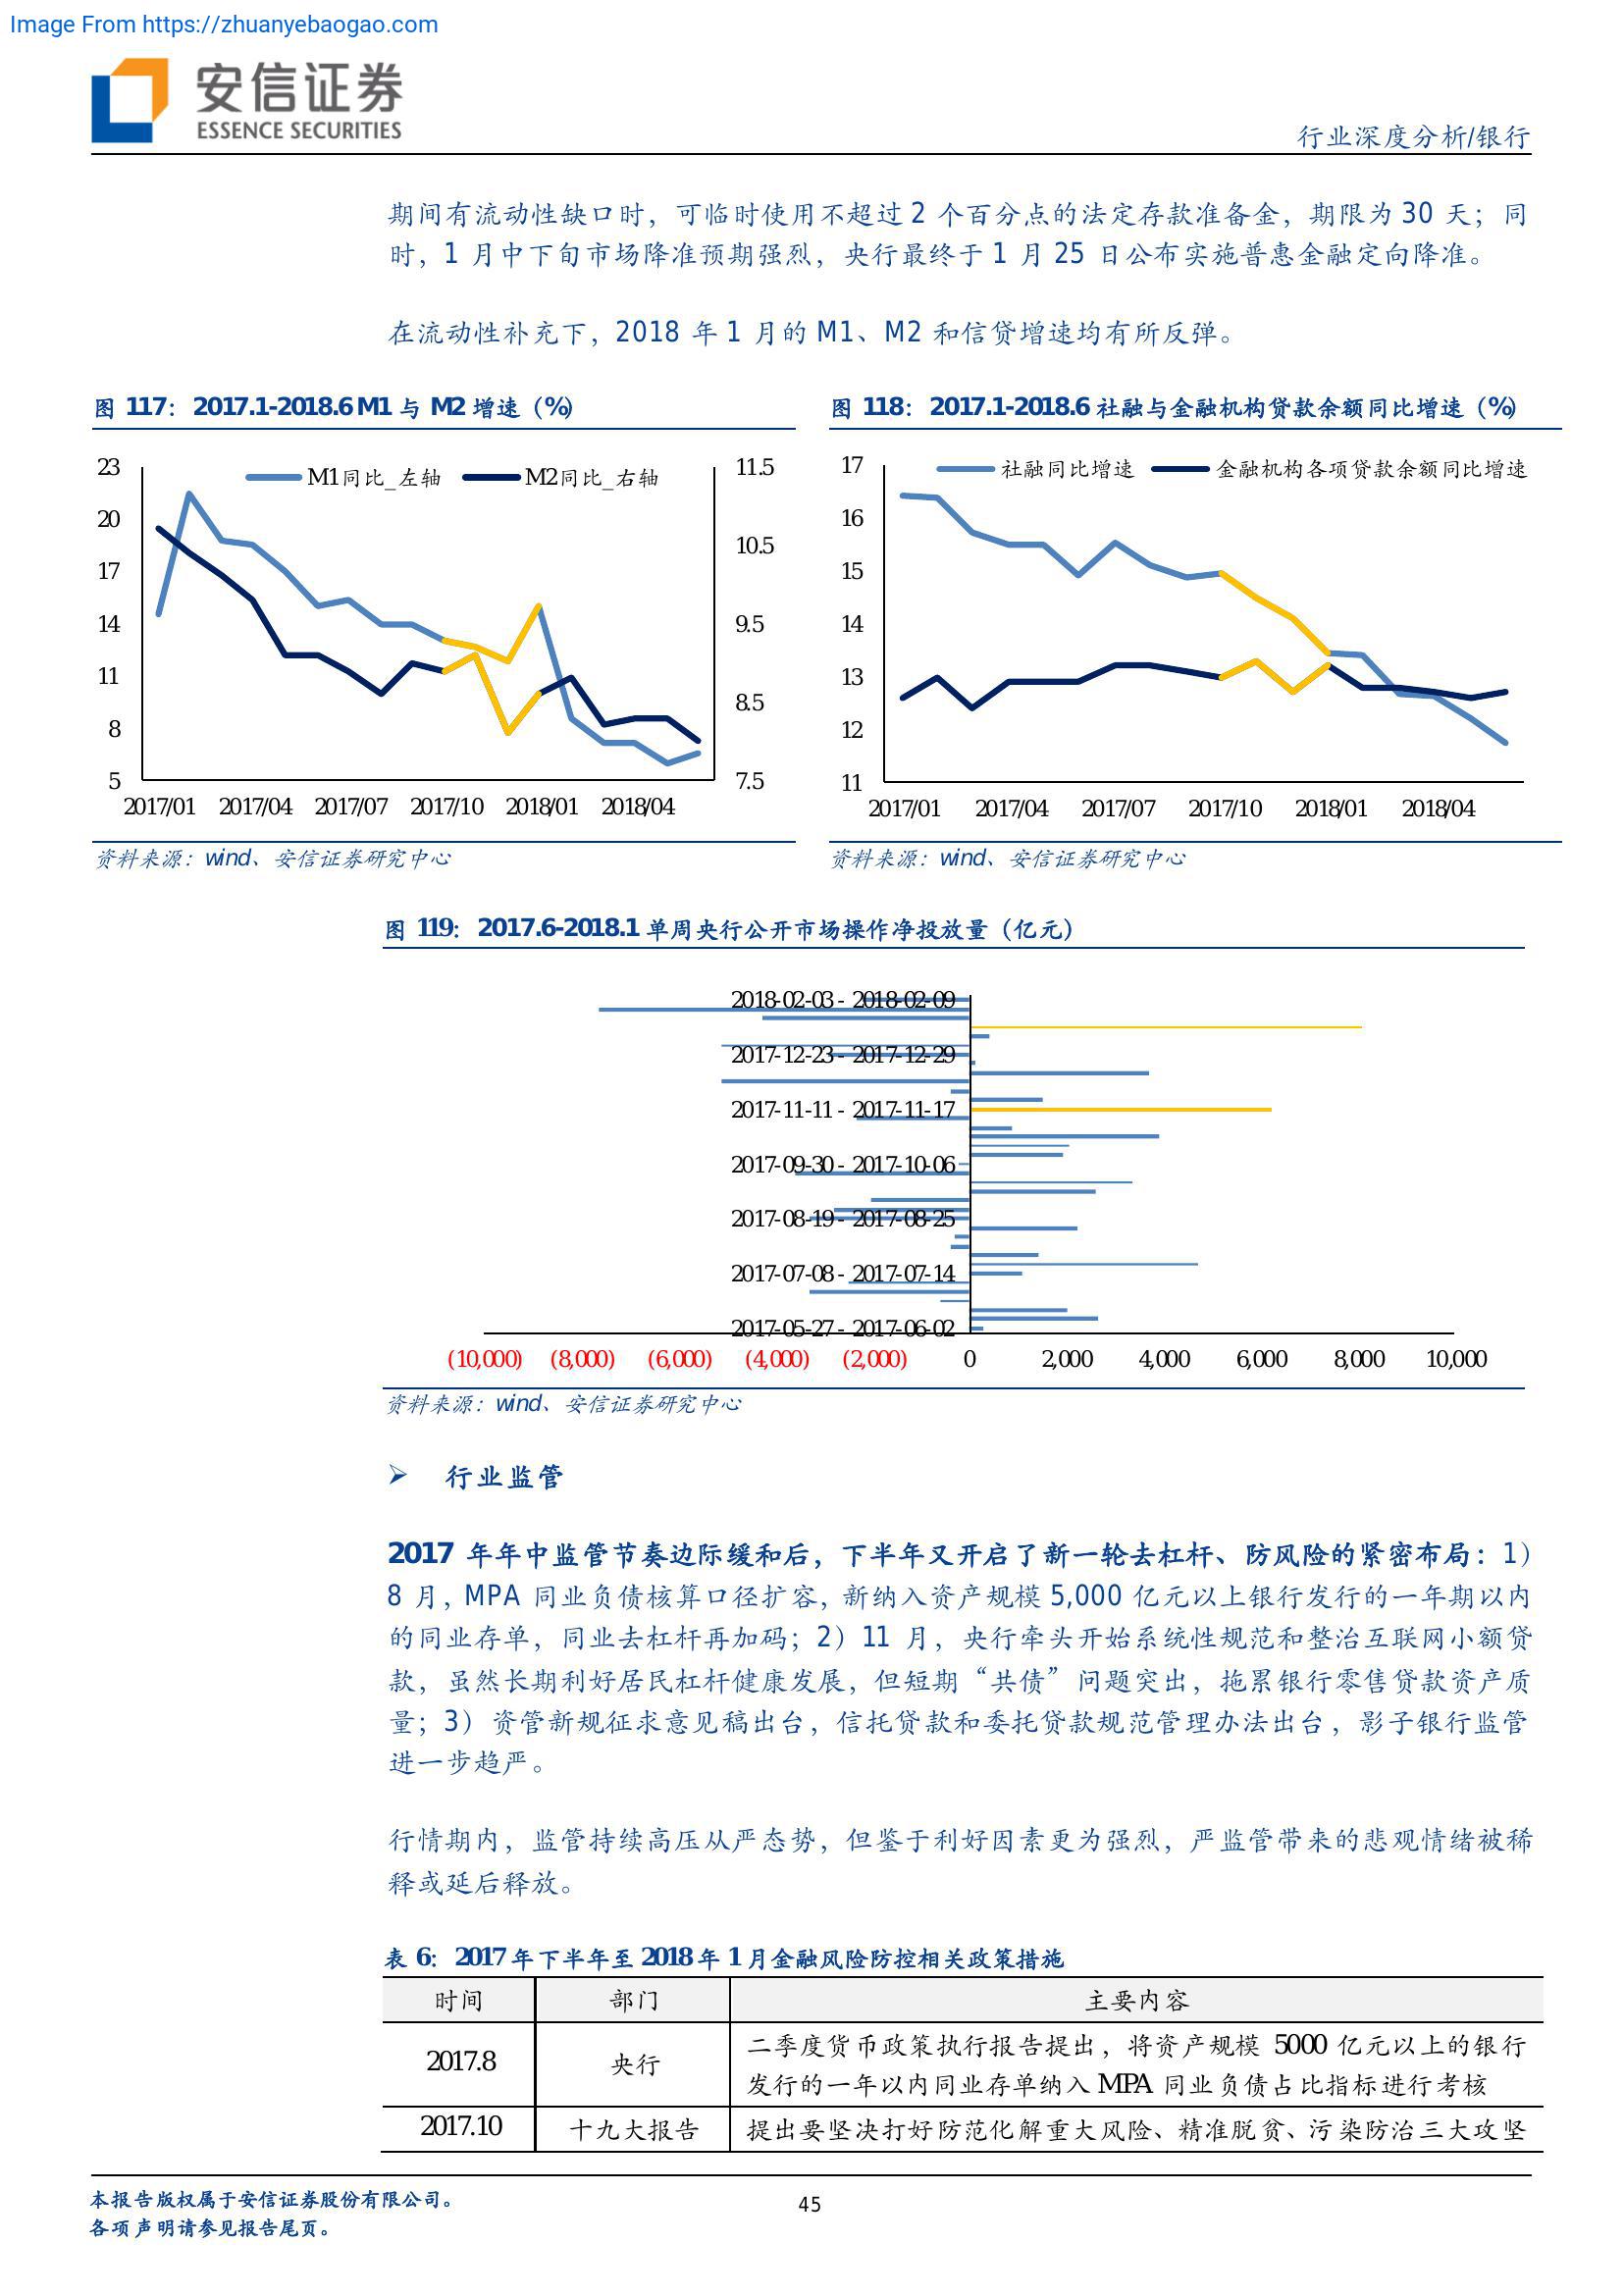 Image From https://zhuanyebaogao.com
安信证券
ESSENCE SECURITIES
行业深度分析/银行
期间有流动性缺口时，可临时使用不超过 2 个百分点的法定存款准备金，期限为 30 天；同
时，1 月中下旬市场降准预期强烈，央行最终于 1 月 25 日公布实施普惠金融定向降准。
在流动性补充下，2018 年 1 月的 M1、M2 和信贷增速均有所反弹。
图 117：2017.1-2018.6 M1 与 M2 增速（%）
M1同比_左轴 M2同比_右轴
23
20
17
14
11
8
5
11.5
10.5
9.5
8.5
7.5
2017/01 2017/04 2017/07 2017/10 2018/01 2018/04
资料来源：wind、安信证券研究中心
图 118：2017.1-2018.6 社融与金融机构贷款余额同比增速（%）
社融同比增速 金融机构各项贷款余额同比增速
17
16
15
14
13
12
11
2017/01 2017/04 2017/07 2017/10 2018/01 2018/04
资料来源：wind、安信证券研究中心
图 119：2017.6-2018.1 单周央行公开市场操作净投放量（亿元）
2018-02-03 - 2018-02-09
2017-12-23 - 2017-12-29
2017-11-11 - 2017-11-17
2017-09-30 - 2017-10-06
2017-08-19 - 2017-08-25
2017-07-08 - 2017-07-14
2017-05-27 - 2017-06-02
(10,000) (8,000) (6,000) (4,000) (2,000) 0 2,000 4,000 6,000 8,000 10,000
资料来源：wind、安信证券研究中心
➢ 行业监管
2017 年年中监管节奏边际缓和后，下半年又开启了新一轮去杠杆、防风险的紧密布局：1）
8 月，MPA 同业负债核算口径扩容，新纳入资产规模 5,000 亿元以上银行发行的一年期以内
的同业存单，同业去杠杆再加码；2）11 月，央行牵头开始系统性规范和整治互联网小额贷
款，虽然长期利好居民杠杆健康发展，但短期“共债”问题突出，拖累银行零售贷款资产质
量；3）资管新规征求意见稿出台，信托贷款和委托贷款规范管理办法出台，影子银行监管
进一步趋严。
行情期内，监管持续高压从严态势，但鉴于利好因素更为强烈，严监管带来的悲观情绪被稀
释或延后释放。
表 6：2017 年下半年至 2018 年 1 月金融风险防控相关政策措施
时间 部门 主要内容
2017.8 央行 二季度货币政策执行报告提出，将资产规模 5000 亿元以上的银行
发行的一年以内同业存单纳入 MPA 同业负债占比指标进行考核
2017.10 十九大报告 提出要坚决打好防范化解重大风险、精准脱贫、污染防治三大攻坚
本报告版权属于安信证券股份有限公司。
各项声明请参见报告尾页。
45